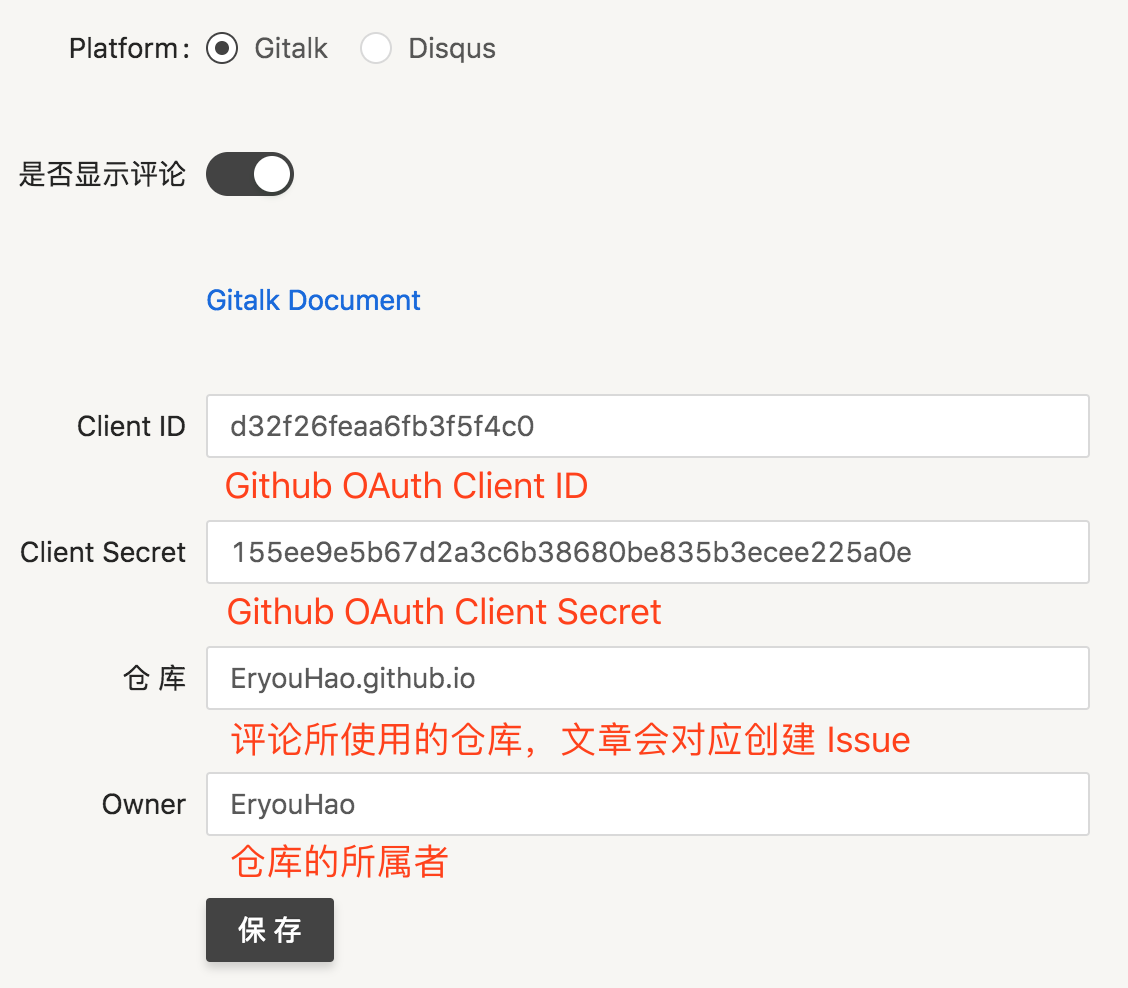 Platform: Gitalk Disqus
是否显示评论
Gitalk Document
Client ID d32f26feaa6fb3f5f4c0
Github OAuth Client ID
Client Secret 155ee9e5b67d2a3c6b38680be835b3ecee225a0e
Github OAuth Client Secret
仓 库 EryouHao.github.io
评论所使用的仓库，文章会对应创建 Issue
Owner EryouHao
仓库的所属者
保 存